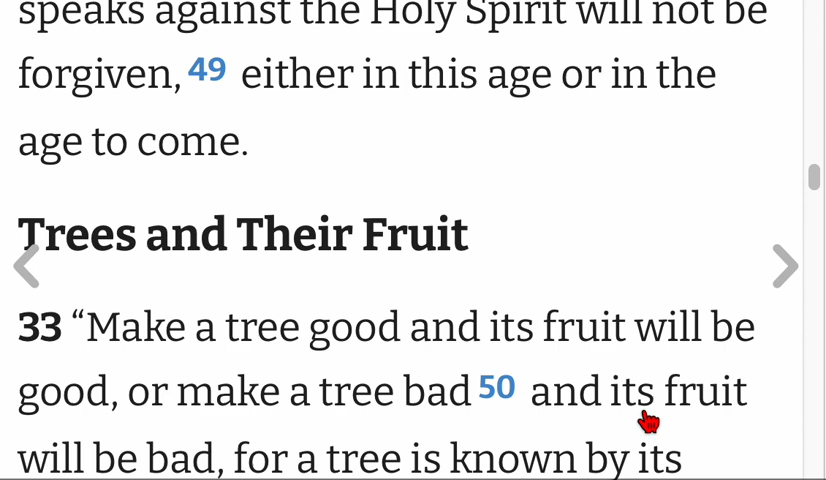 speaks against the Holy Spirit will not be
forgiven, 49 either in this age or in the
age to come.
Trees and Their Fruit
33 “Make a tree good and its fruit will be
good, or make a tree bad 50 and its fruit
will be bad, for a tree is known by its